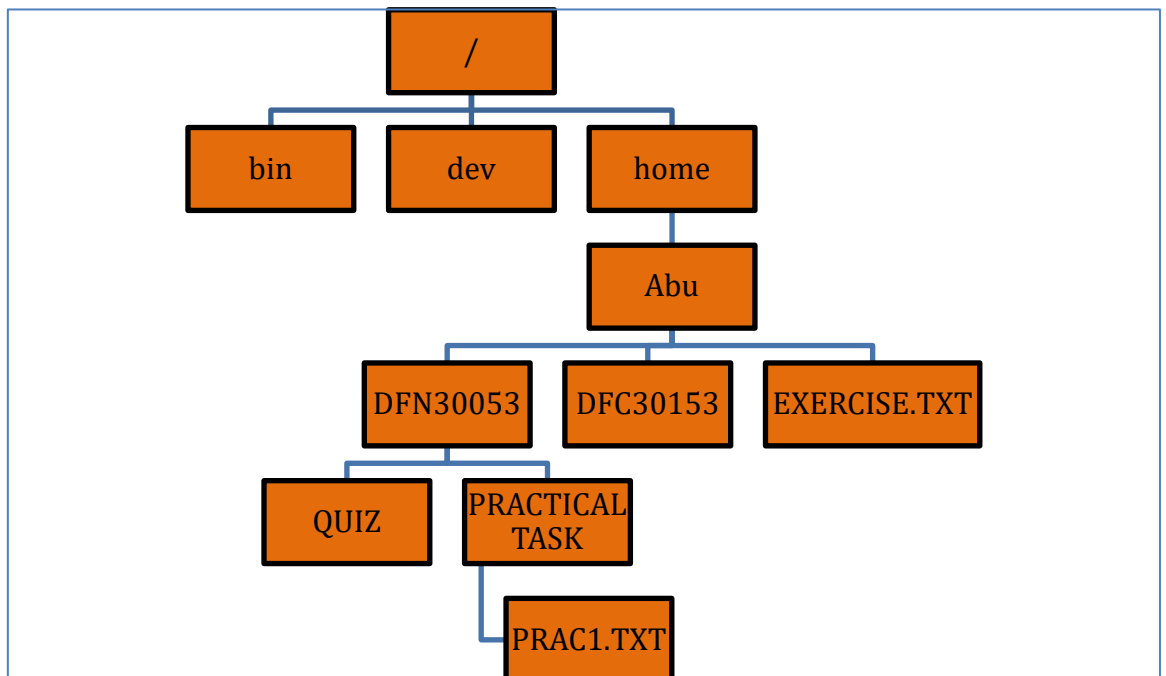 /
bin
dev
home
Abu
DFN30053
DFC30153
EXERCISE.TXT
QUIZ
PRACTICAL
TASK
PRAC1.TXT